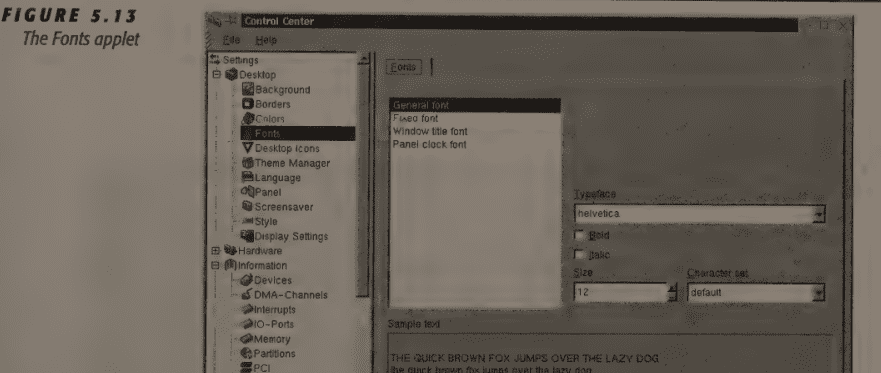 FIGURE 5.13
The Fonts applet
Control Center
File Help
Settings
Desktop
Background
Borders
Colors
Fonts
Desktop Icons
Theme Manager
Language
Panel
Screensaver
Style
Display Settings
Hardware
Information
Devices
DMA-Channels
Interrupts
IO-Ports
Memory
Partitions
PCI
Fonts
General font
Fixed font
Window title font
Panel clock font
Typeface
helvetica
Bold
Italic
Size
Character set
12
default
Sample text
THE QUICK BROWN FOX JUMPS OVER THE LAZY DOG
the quick brown fox jumps over the lazy dog